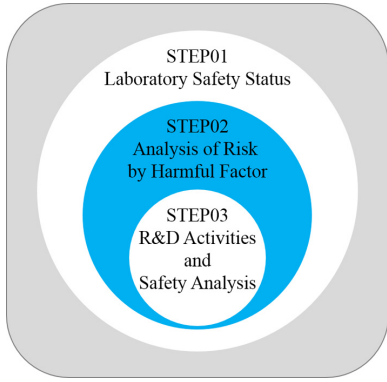 STEP01
Laboratory Safety Status
STEP02
Analysis of Risk
by Harmful Factor
STEP03
R&D Activities
and
Safety Analysis